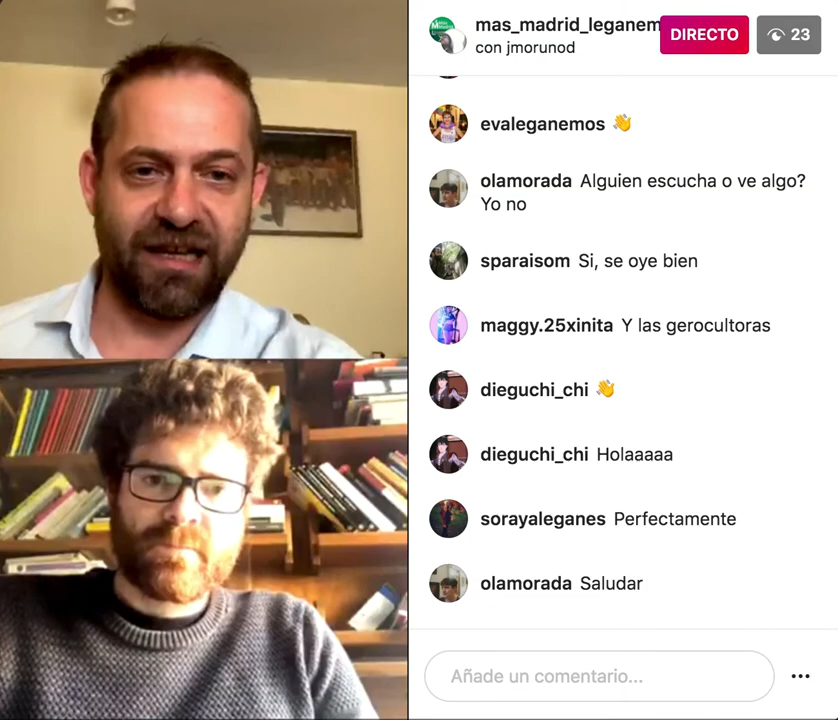 mas_madrid_leganem
con jmorunod
DIRECTO
23
evaleganemos 👋
olamorada Alguien escucha o ve algo?
Yo no
sparaisom Si, se oye bien
maggy.25xinita Y las gerocultoras
dieguchi_chi 👋
dieguchi_chi Holaaaaa
sorayaleganes Perfectamente
olamorada Saludar
Añade un comentario...